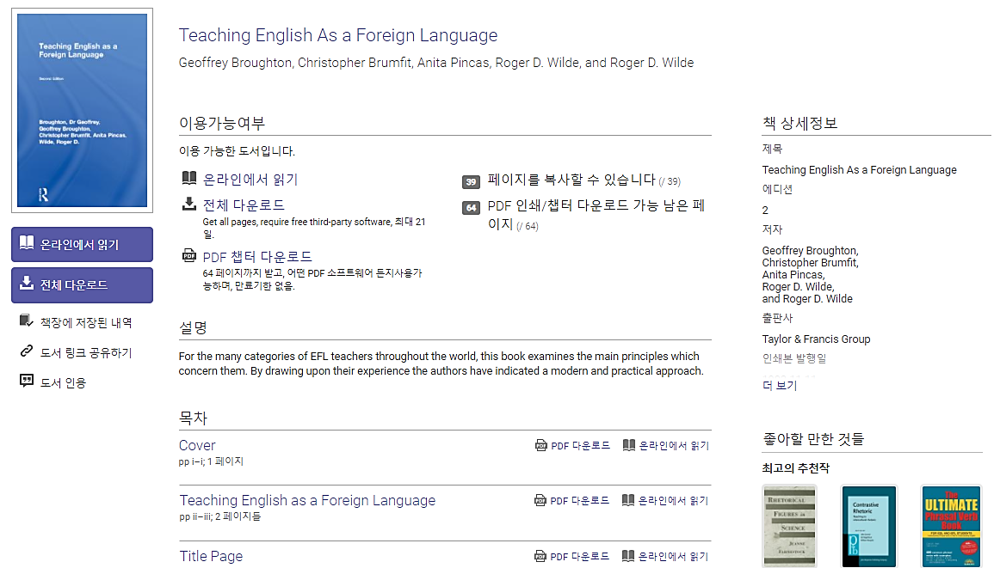 Teaching English as a
Foreign Language
Second Edition
Broughton, Dr Geoffrey,
Geoffrey Broughton,
Christopher Brumfit, Anita Pincas,
Wilde, Roger D.
온라인에서 읽기
전체 다운로드
책장에 저장된 내역
도서 링크 공유하기
도서 인용
Teaching English As a Foreign Language
Geoffrey Broughton, Christopher Brumfit, Anita Pincas, Roger D. Wilde, and Roger D. Wilde
이용가능여부
이용 가능한 도서입니다.
온라인에서 읽기
전체 다운로드
Get all pages, require free third-party software, 최대 21
일.
PDF 챕터 다운로드
64 페이지까지 받고, 어떤 PDF 소프트웨어 든지사용가
능하며, 만료기한 없음.
39 페이지를 복사할 수 있습니다 (/ 39)
64 PDF 인쇄/챕터 다운로드 가능 남은 페
이지 (/ 64)
설명
For the many categories of EFL teachers throughout the world, this book examines the main principles which
concern them. By drawing upon their experience the authors have indicated a modern and practical approach.
목차
Cover PDF 다운로드 온라인에서 읽기
pp i–i; 1 페이지
Teaching English as a Foreign Language PDF 다운로드 온라인에서 읽기
pp ii–iii; 2 페이지들
Title Page PDF 다운로드 온라인에서 읽기
책 상세정보
제목
Teaching English As a Foreign Language
에디션
2
저자
Geoffrey Broughton,
Christopher Brumfit,
Anita Pincas,
Roger D. Wilde,
and Roger D. Wilde
출판사
Taylor & Francis Group
인쇄본 발행일
더 보기
좋아할 만한 것들
최고의 추천작
RHETORICAL
FIGURES IN
SCIENCE
JEANNE
FAHNESTOCK
Contrastive
Rhetoric
The
ULTIMATE
Phrasal Verb
Book
FOR ESL AND EFL STUDENTS